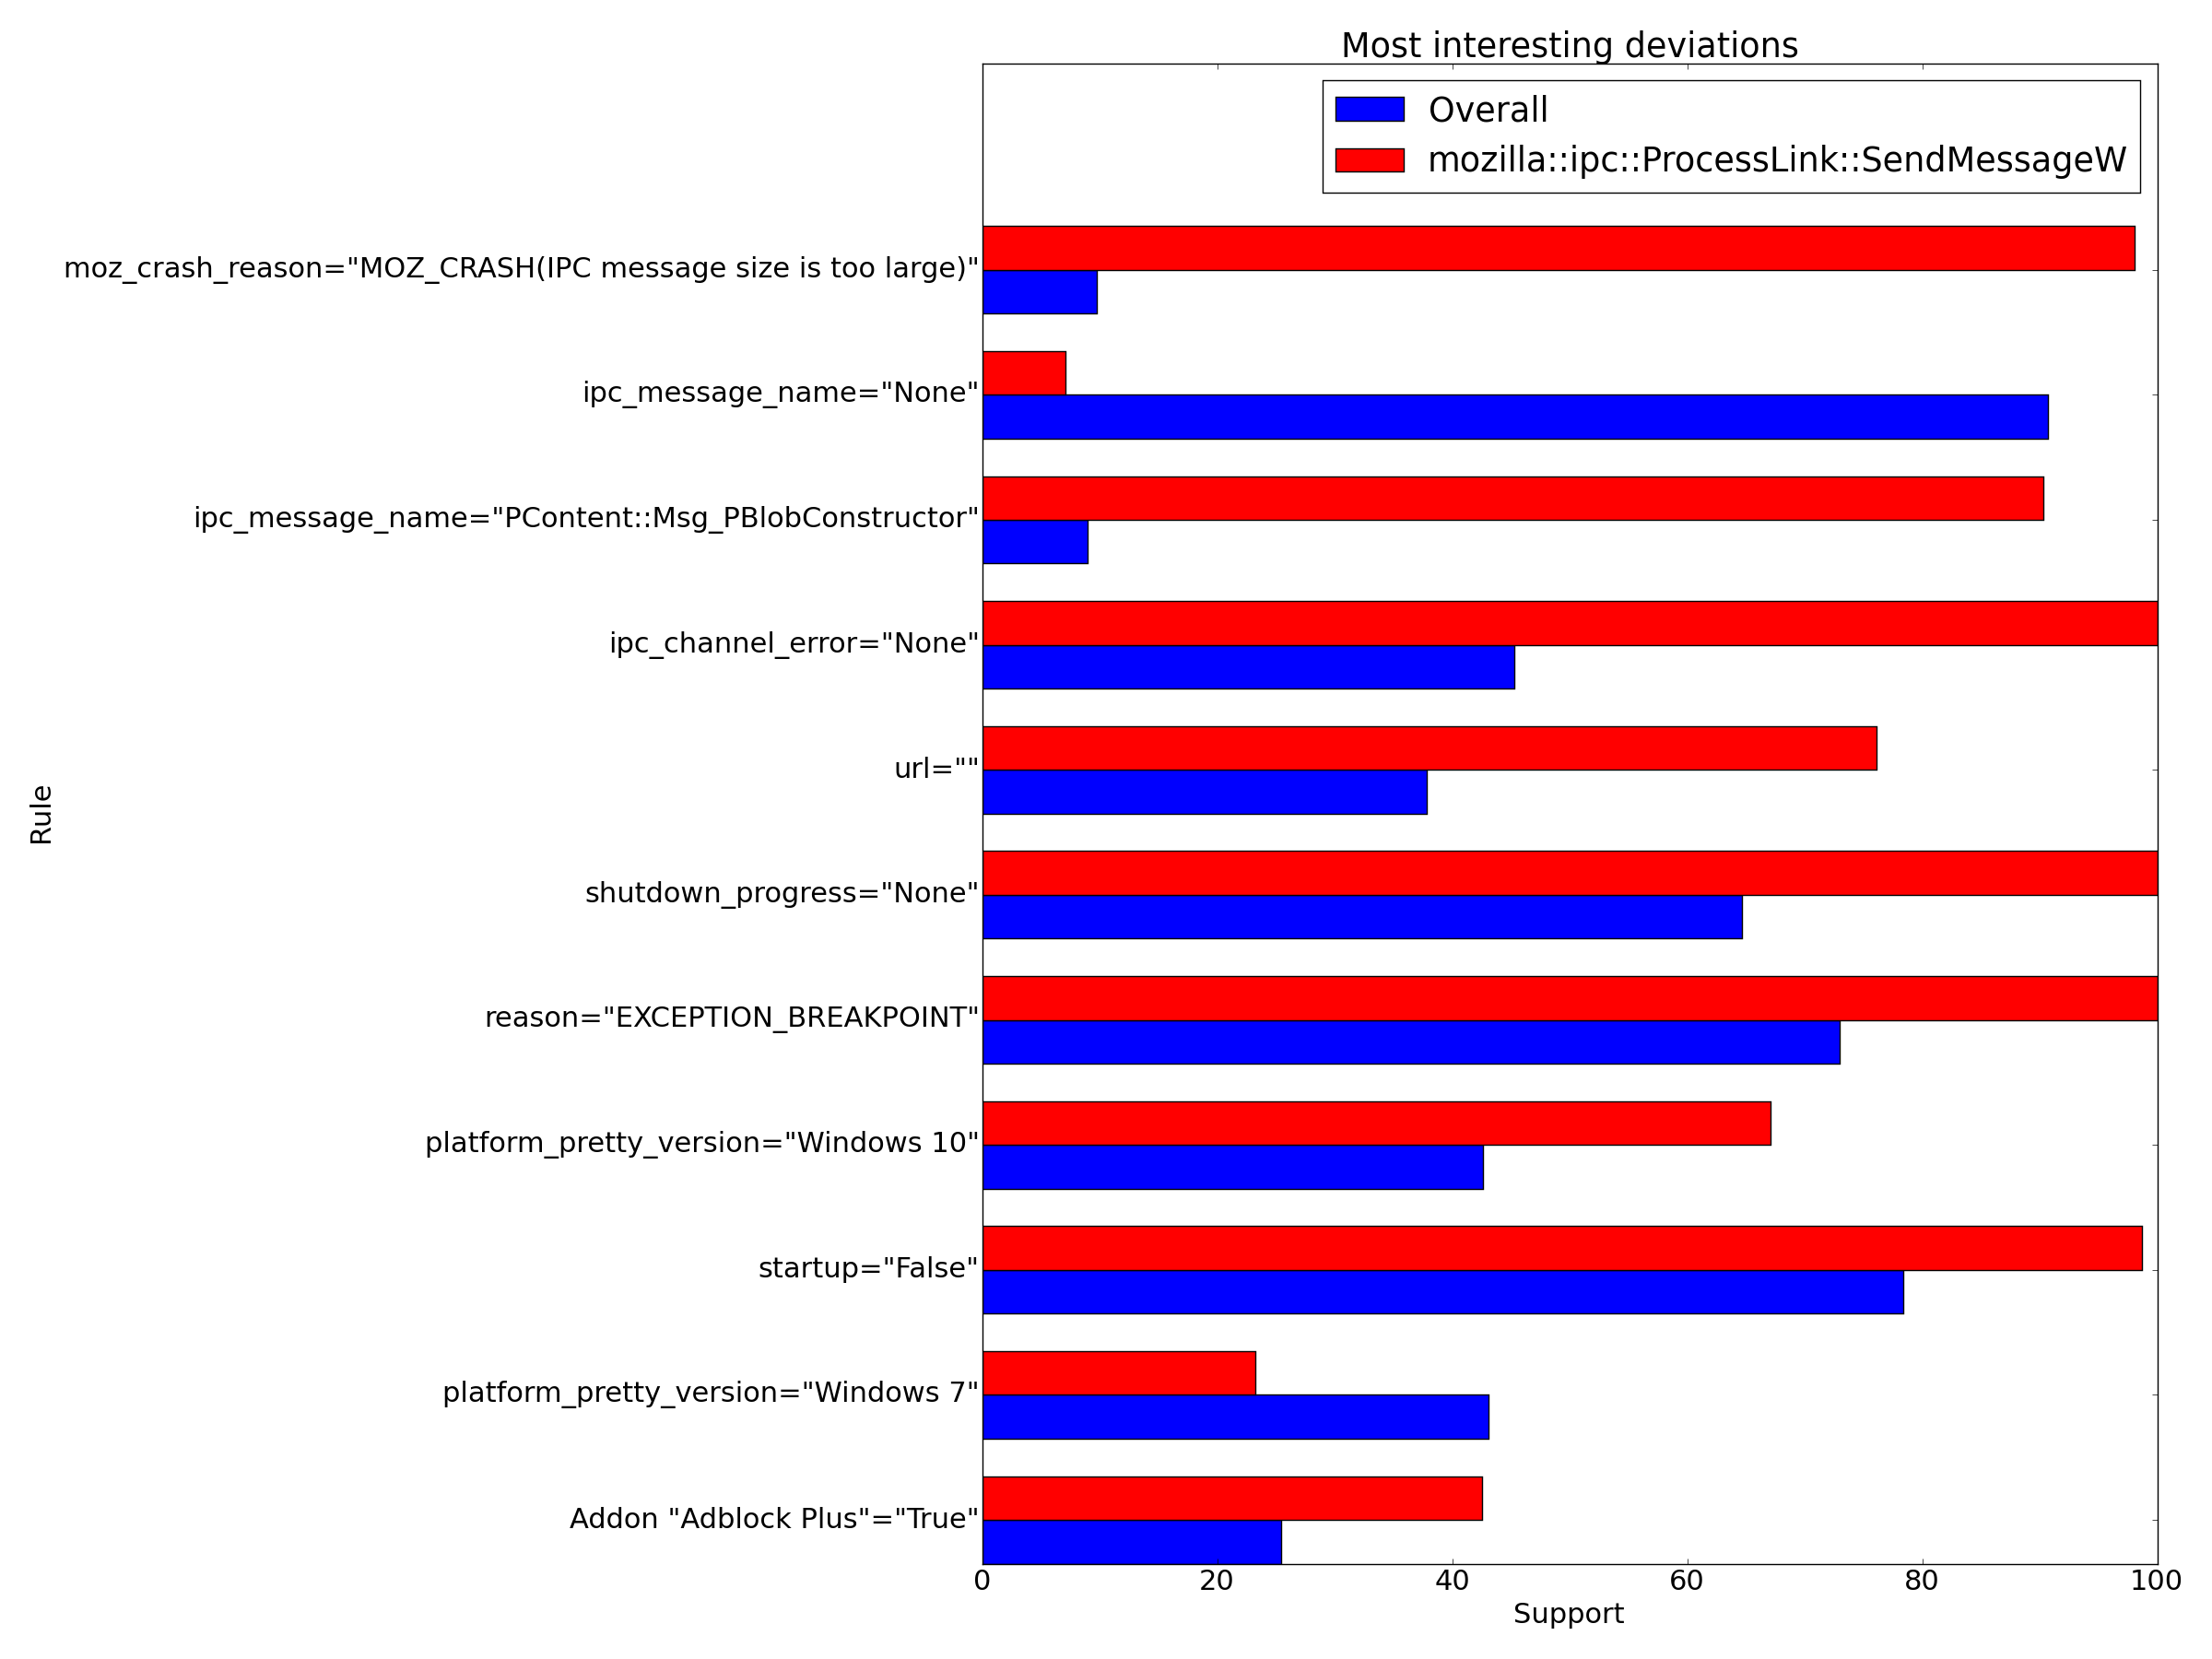 Most interesting deviations
Overall
mozilla::ipc::ProcessLink::SendMessageW
moz_crash_reason="MOZ_CRASH(IPC message size is too large)"
ipc_message_name="None"
ipc_message_name="PContent::Msg_PBlobConstructor"
ipc_channel_error="None"
url=""
shutdown_progress="None"
reason="EXCEPTION_BREAKPOINT"
platform_pretty_version="Windows 10"
startup="False"
platform_pretty_version="Windows 7"
Addon "Adblock Plus"="True"
Rule
0 20 40 60 80 100
Support